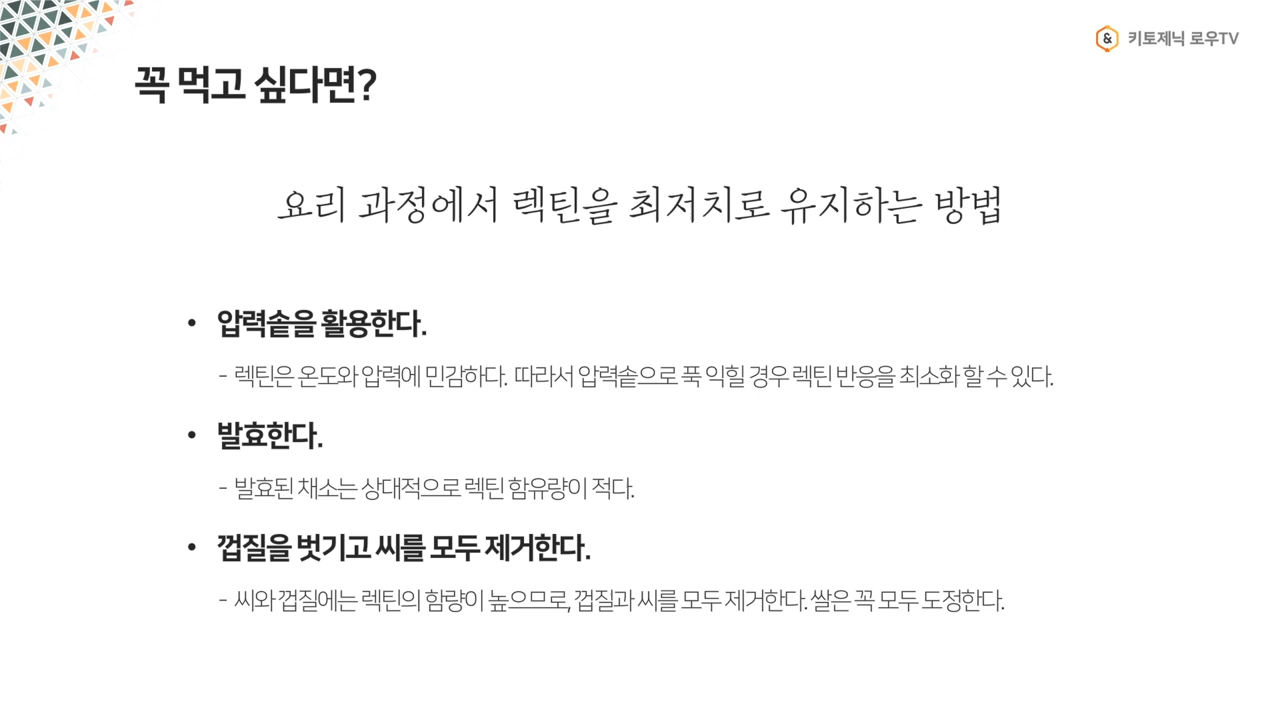 키토제닉 로우TV
꼭 먹고 싶다면?
요리 과정에서 렉틴을 최저치로 유지하는 방법
• 압력솥을 활용한다.
- 렉틴은 온도와 압력에 민감하다. 따라서 압력솥으로 푹 익힐 경우 렉틴 반응을 최소화 할 수 있다.
• 발효한다.
- 발효된 채소는 상대적으로 렉틴 함유량이 적다.
• 껍질을 벗기고 씨를 모두 제거한다.
- 씨와 껍질에는 렉틴의 함량이 높으므로, 껍질과 씨를 모두 제거한다. 쌀은 꼭 모두 도정한다.